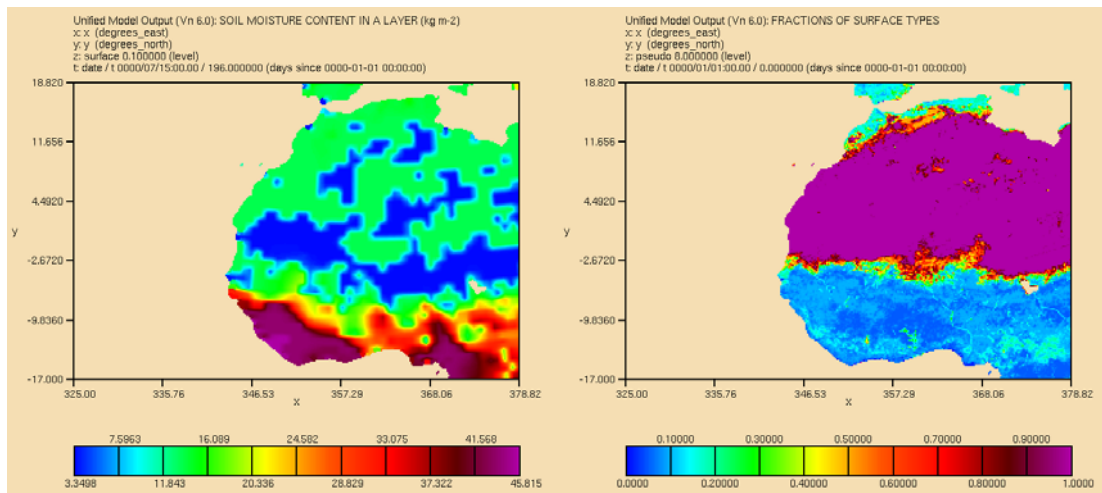 Unified Model Output (Vn 6.0): SOIL MOISTURE CONTENT IN A LAYER (kg m-2)
x: x (degrees_east)
y: y (degrees_north)
z: surface 0.100000 (level)
t: date / t 0000/07/15:00.00 / 196.000000 (days since 0000-01-01 00:00:00)
18.820
11.656
4.4920
y
-2.6720
-9.8360
-17.000
325.00 335.76 346.53 357.29 368.06 378.82
x
7.5963 16.089 24.582 33.075 41.568
3.3498 11.843 20.336 28.829 37.322 45.815
Unified Model Output (Vn 6.0): FRACTIONS OF SURFACE TYPES
x: x (degrees_east)
y: y (degrees_north)
z: pseudo 8.000000 (level)
t: date / t 0000/01/01:00.00 / 0.000000 (days since 0000-01-01 00:00:00)
18.820
11.656
4.4920
y
-2.6720
-9.8360
-17.000
325.00 335.76 346.53 357.29 368.06 378.82
x
0.10000 0.30000 0.50000 0.70000 0.90000
0.0000 0.20000 0.40000 0.60000 0.80000 1.0000